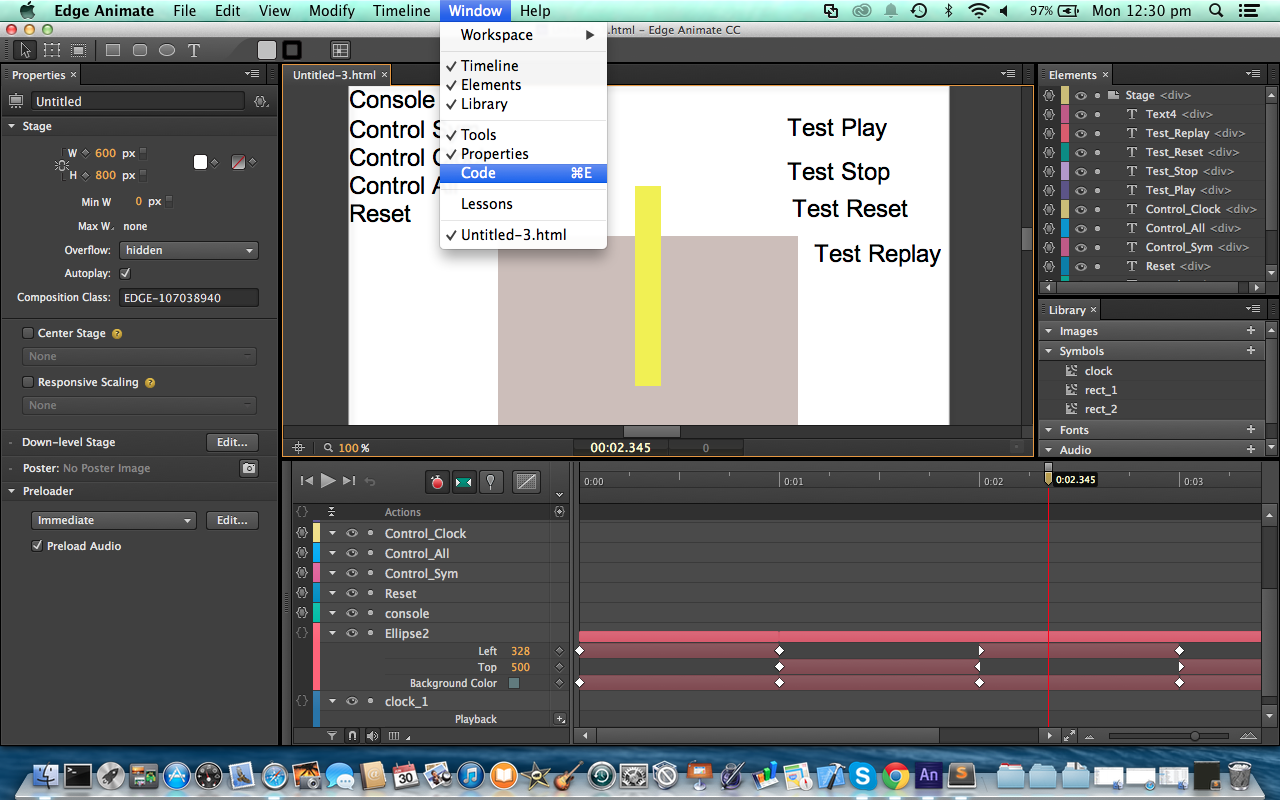 Edge Animate File Edit View Modify Timeline Window Help 97% Mon 12:30 pm
.html - Edge Animate CC
Workspace
Timeline
Elements
Library
Tools
Properties
Code ⌘E
Lessons
Untitled-3.html
Properties ×
Untitled
Stage
W 600 px
H 800 px
Min W 0 px
Max W. none
Overflow: hidden
Autoplay:
Composition Class: EDGE-107038940
Center Stage ?
None
Responsive Scaling ?
None
Down-level Stage Edit...
Poster: No Poster Image
Preloader
Immediate Edit...
Preload Audio
Untitled-3.html ×
Console
Control S
Control C
Control A
Reset
Test Play
Test Stop
Test Reset
Test Replay
100 % 00:02.345 0
Elements ×
Stage <div>
Text4 <div>
Test_Replay <div>
Test_Reset <div>
Test_Stop <div>
Test_Play <div>
Control_Clock <div>
Control_All <div>
Control_Sym <div>
Reset <div>
Library ×
Images +
Symbols +
clock
rect_1
rect_2
Fonts +
Audio +
0:00 0:01 0:02 0:02.345 0:03
Actions
Control_Clock
Control_All
Control_Sym
Reset
console
Ellipse2
Left 328
Top 500
Background Color
clock_1
Playback
30
An
S